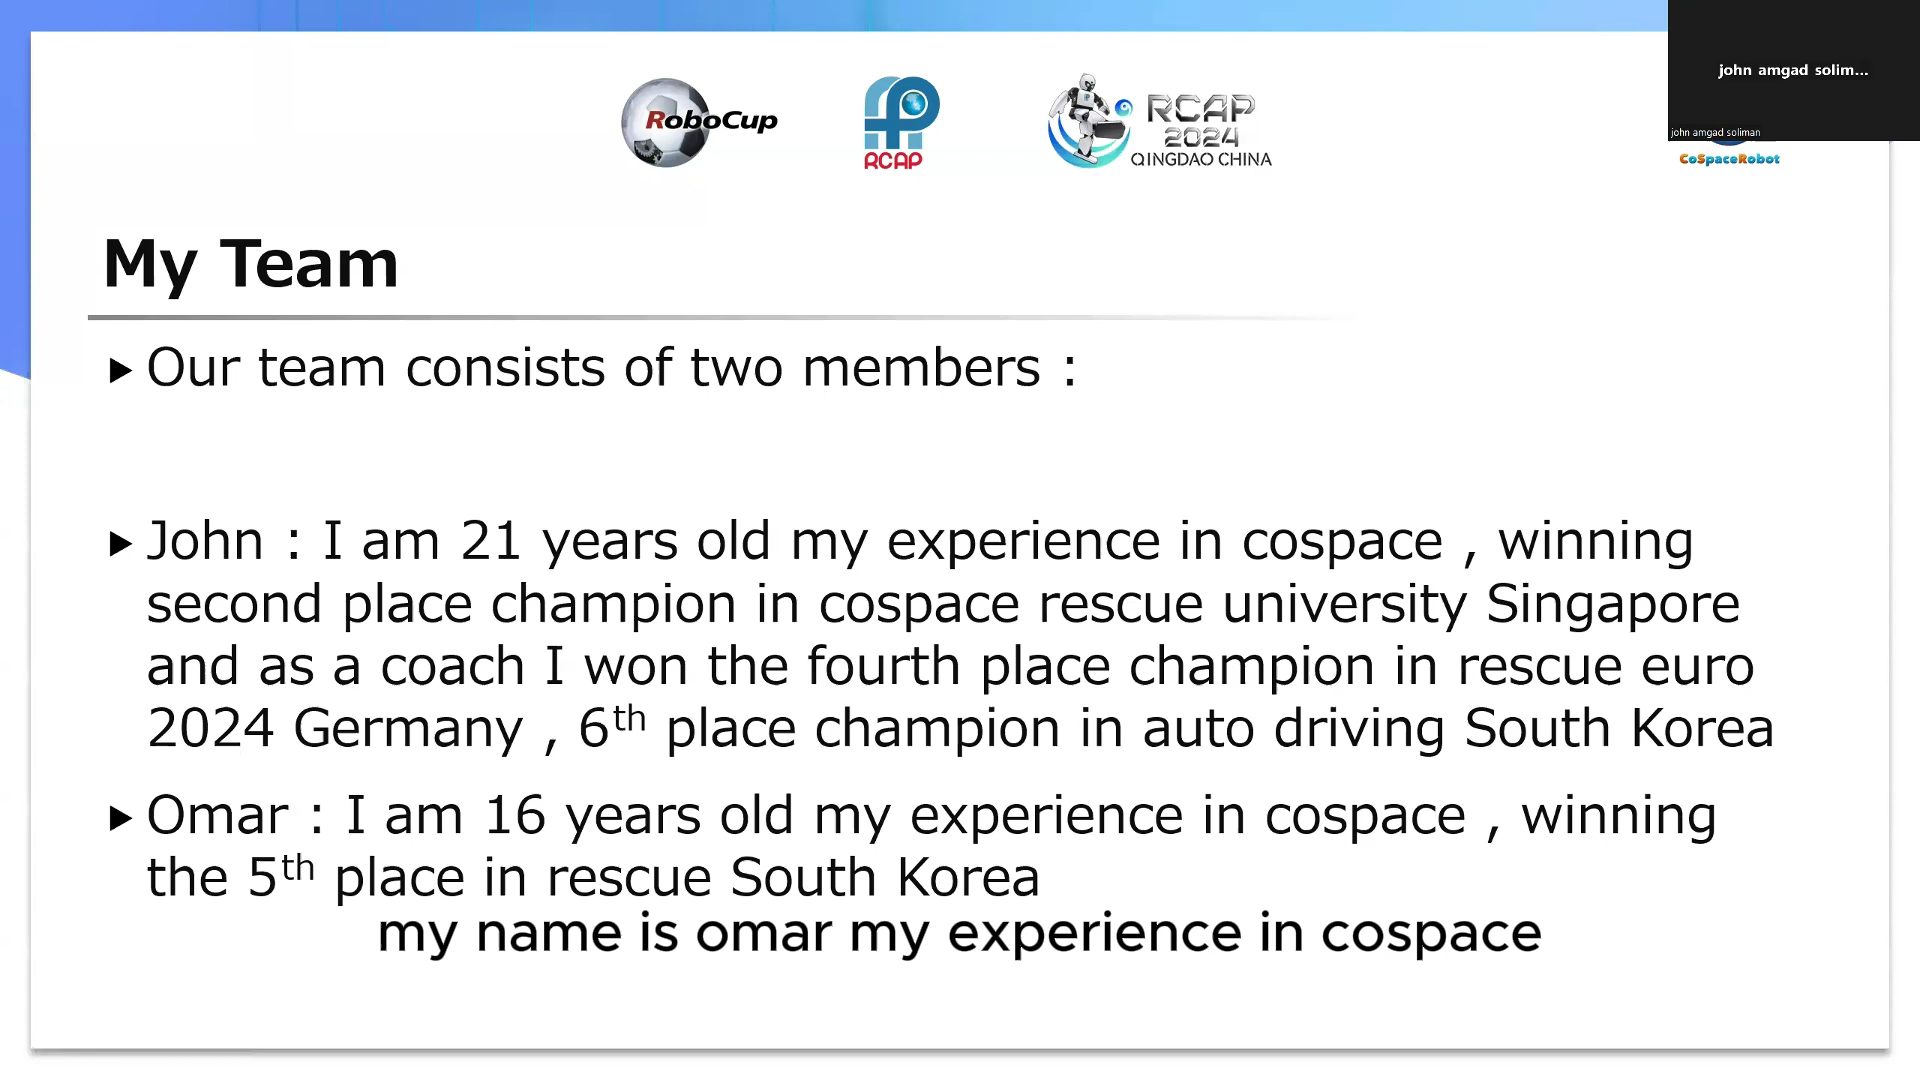 RoboCup
RCAP
RCAP
2024
QINGDAO CHINA
john amgad solim...
john amgad soliman
CoSpaceRobot
My Team
Our team consists of two members :
John : I am 21 years old my experience in cospace , winning
second place champion in cospace rescue university Singapore
and as a coach I won the fourth place champion in rescue euro
2024 Germany , 6th place champion in auto driving South Korea
Omar : I am 16 years old my experience in cospace , winning
the 5th place in rescue South Korea
my name is omar my experience in cospace